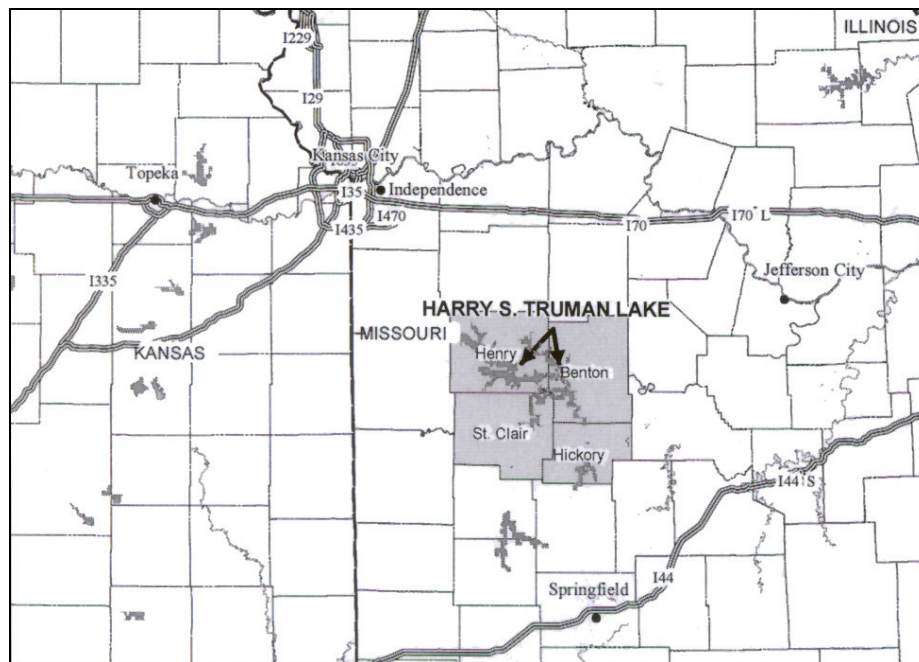 ILLINOIS
I229
I29
Kansas City
I635
Topeka
I35
Independence
I470
I435
I70
I70 L
I335
Jefferson City
HARRY S. TRUMAN LAKE
MISSOURI
KANSAS
Henry
Benton
St. Clair
Hickory
I44 S
I44
Springfield